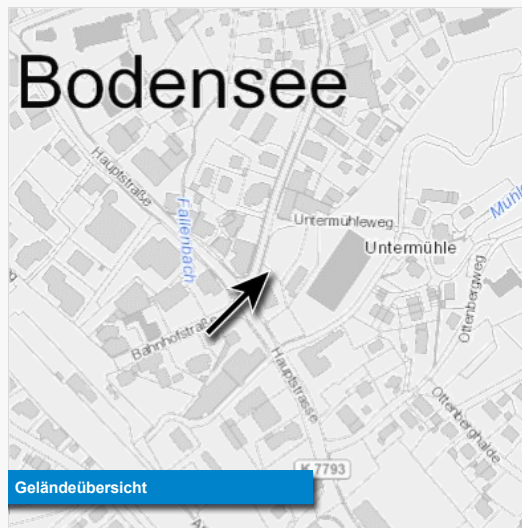 Bodensee
Hauptstraße
Fallenbach
Untermühleweg
Untermühle
Ottenbergweg
Bahnhofstraße
Hauptstrasse
Ottenberghalde
K 7793
Geländeübersicht